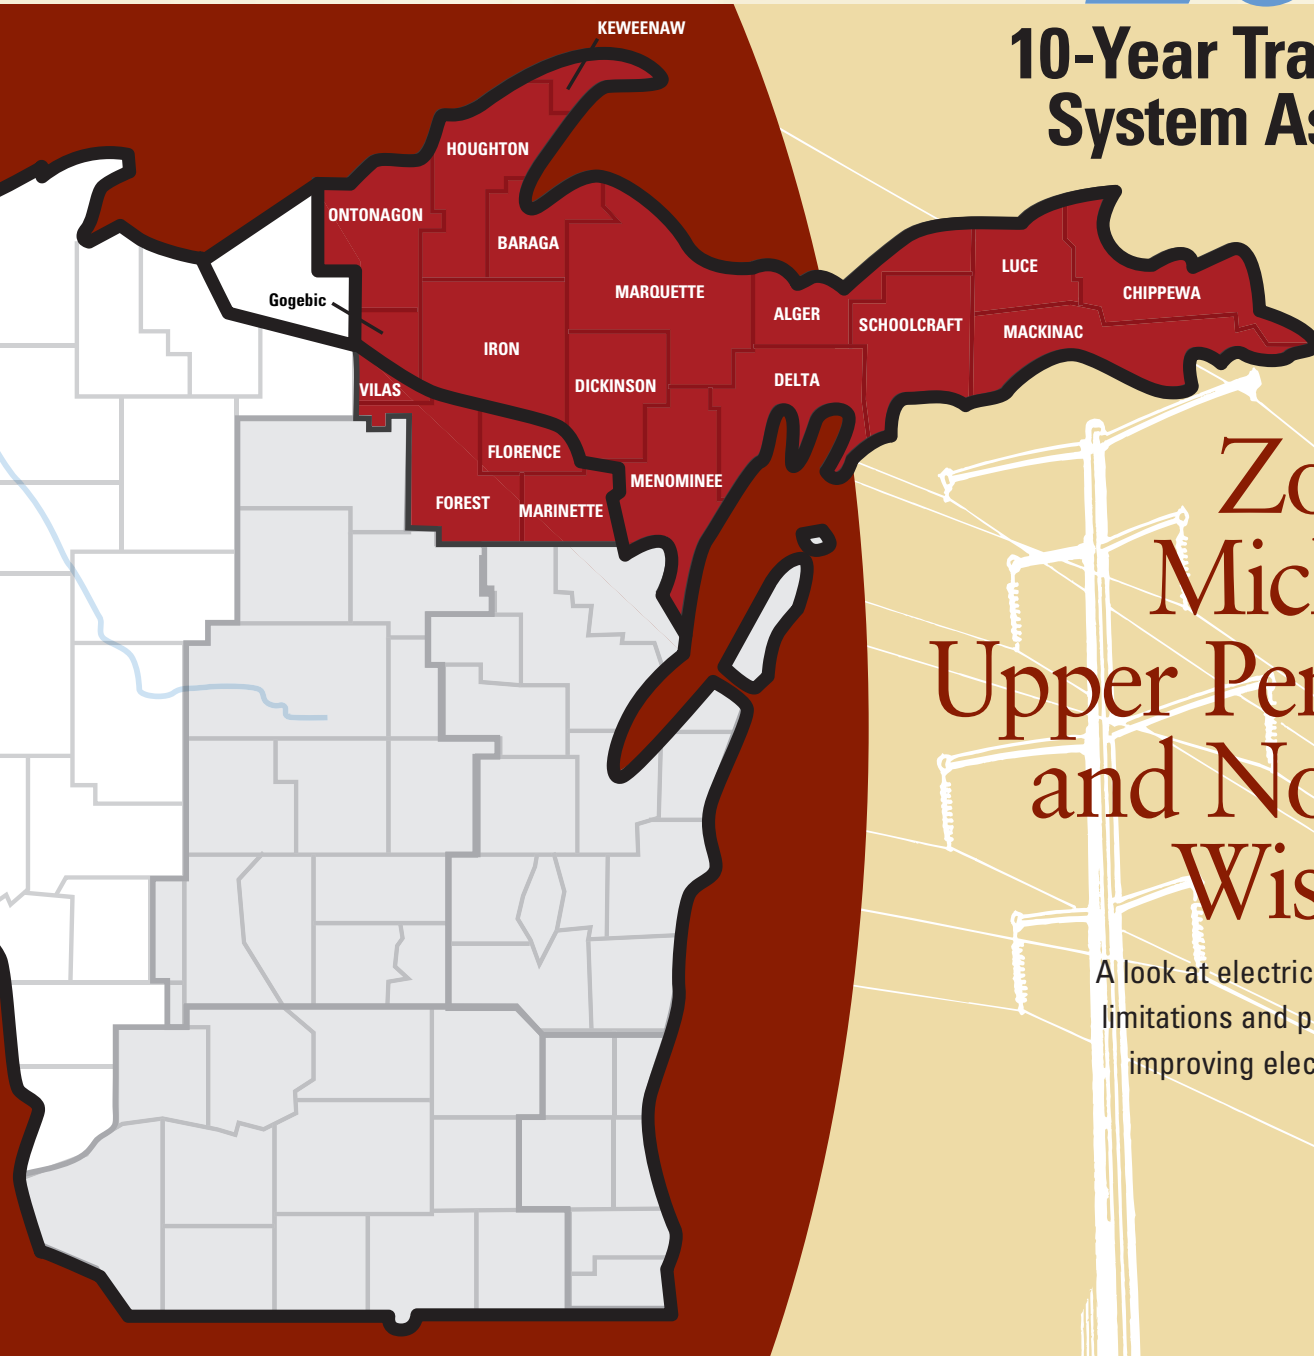 KEWEENAW
10-Year Tra
System As
HOUGHTON
ONTONAGON
BARAGA
LUCE
Gogebic
MARQUETTE
CHIPPEWA
ALGER
SCHOOLCRAFT
MACKINAC
IRON
DICKINSON
DELTA
VILAS
FLORENCE
MENOMINEE
FOREST
MARINETTE
Zo
Mic
Upper Pen
and No
Wis
A look at electric
limitations and p
improving elec